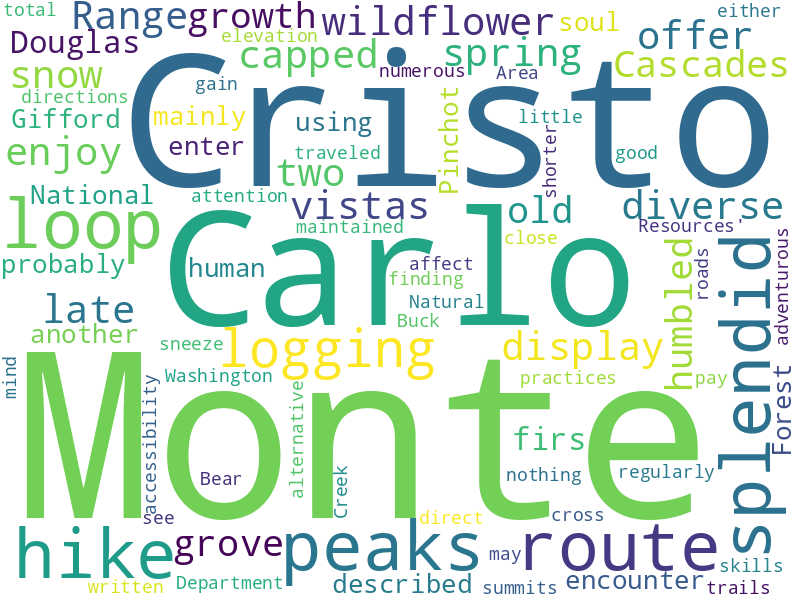 total
Range
growth
wildflower
soul
either
Douglas
elevation
capped
spring
offer
snow
Cristo
numerous
Area
Cascades
directions
gain
Gifford
mainly
using
little
Pinchot
enjoy
enter
traveled
two
shorter
good
National
attention
vistas
old
diverse
loop
maintained
Resources'
probably
Carlo
close
human
affect
finding
humbled
roads
adventurous
late
Natural
another
Buck
sneeze
logging
display
splendid
mind
Washington
practices
pay
Forest
accessibility
alternative
Monte
firs
Bear
Creek
nothing
regularly
see
direct
cross
hike
grove
peaks
may
route
skills
written
Department
described
summits
encounter
trails